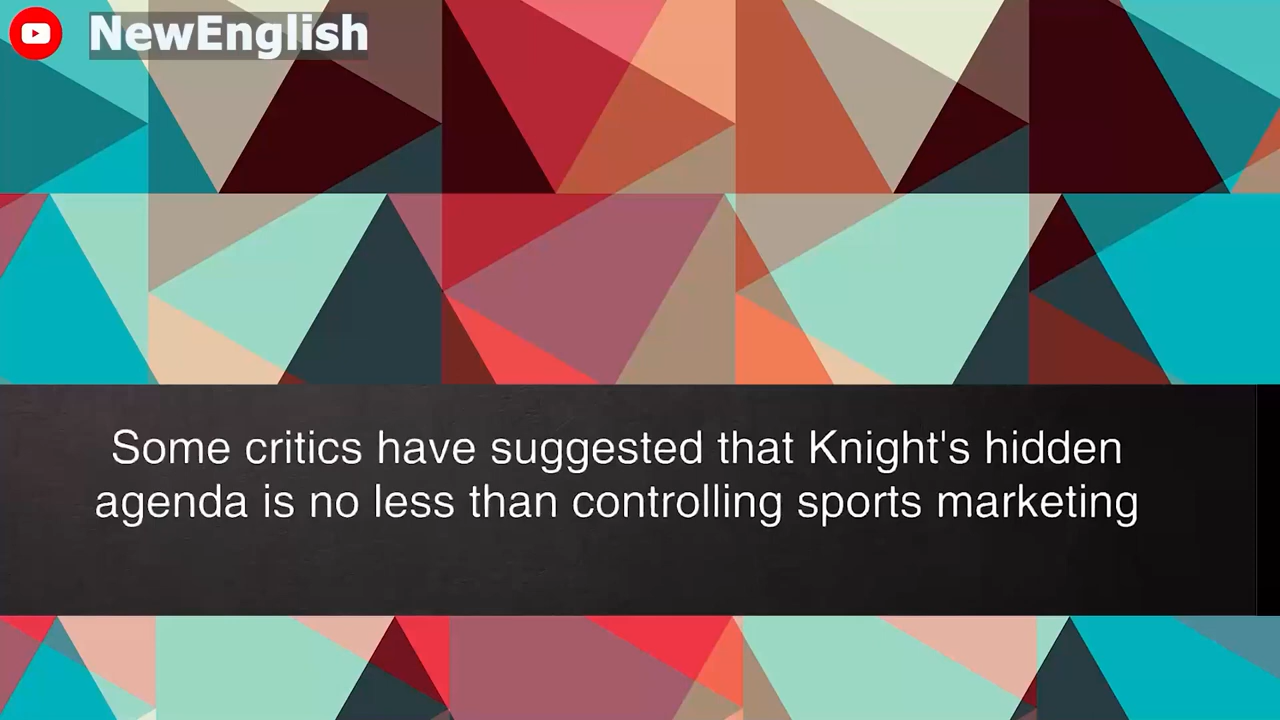 NewEnglish
Some critics have suggested that Knight's hidden
agenda is no less than controlling sports marketing